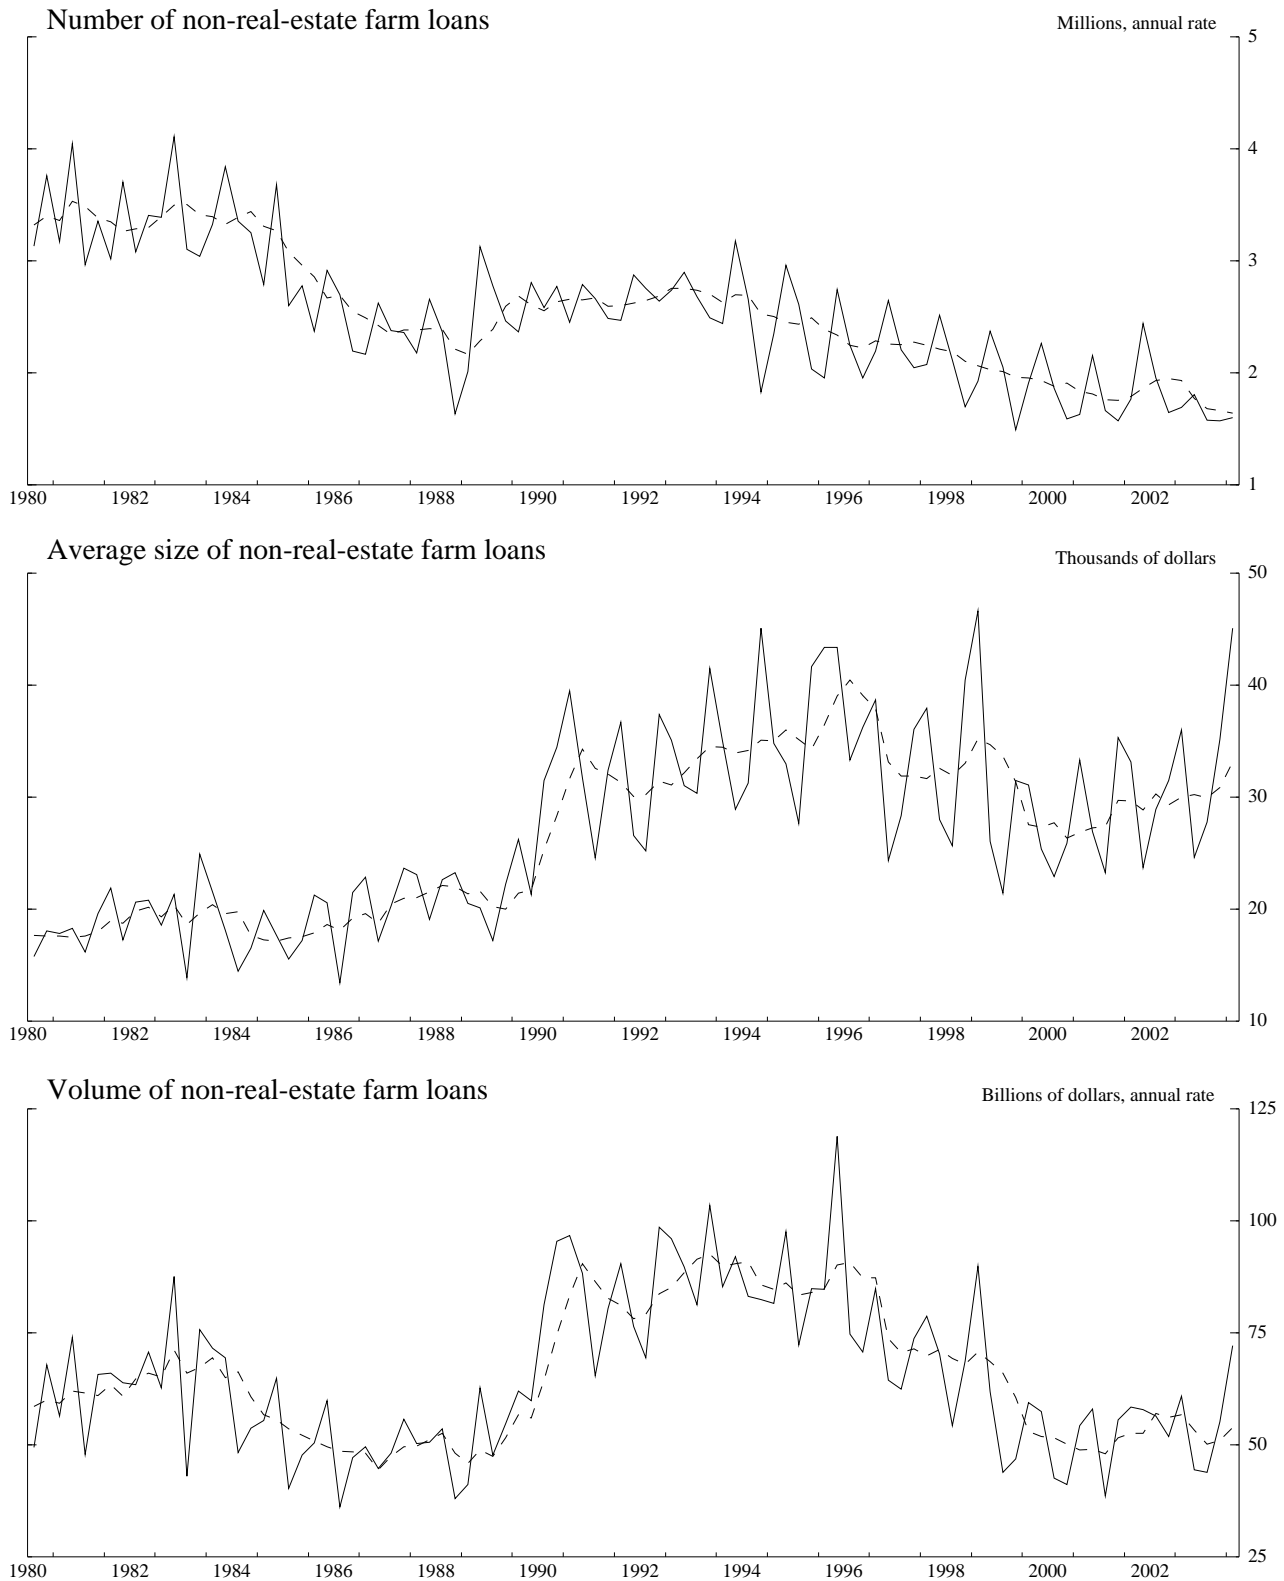 Number of non-real-estate farm loans
Millions, annual rate
5
4
3
2
1
1980 1982 1984 1986 1988 1990 1992 1994 1996 1998 2000 2002
Average size of non-real-estate farm loans
Thousands of dollars
50
40
30
20
10
1980 1982 1984 1986 1988 1990 1992 1994 1996 1998 2000 2002
Volume of non-real-estate farm loans
Billions of dollars, annual rate
125
100
75
50
25
1980 1982 1984 1986 1988 1990 1992 1994 1996 1998 2000 2002